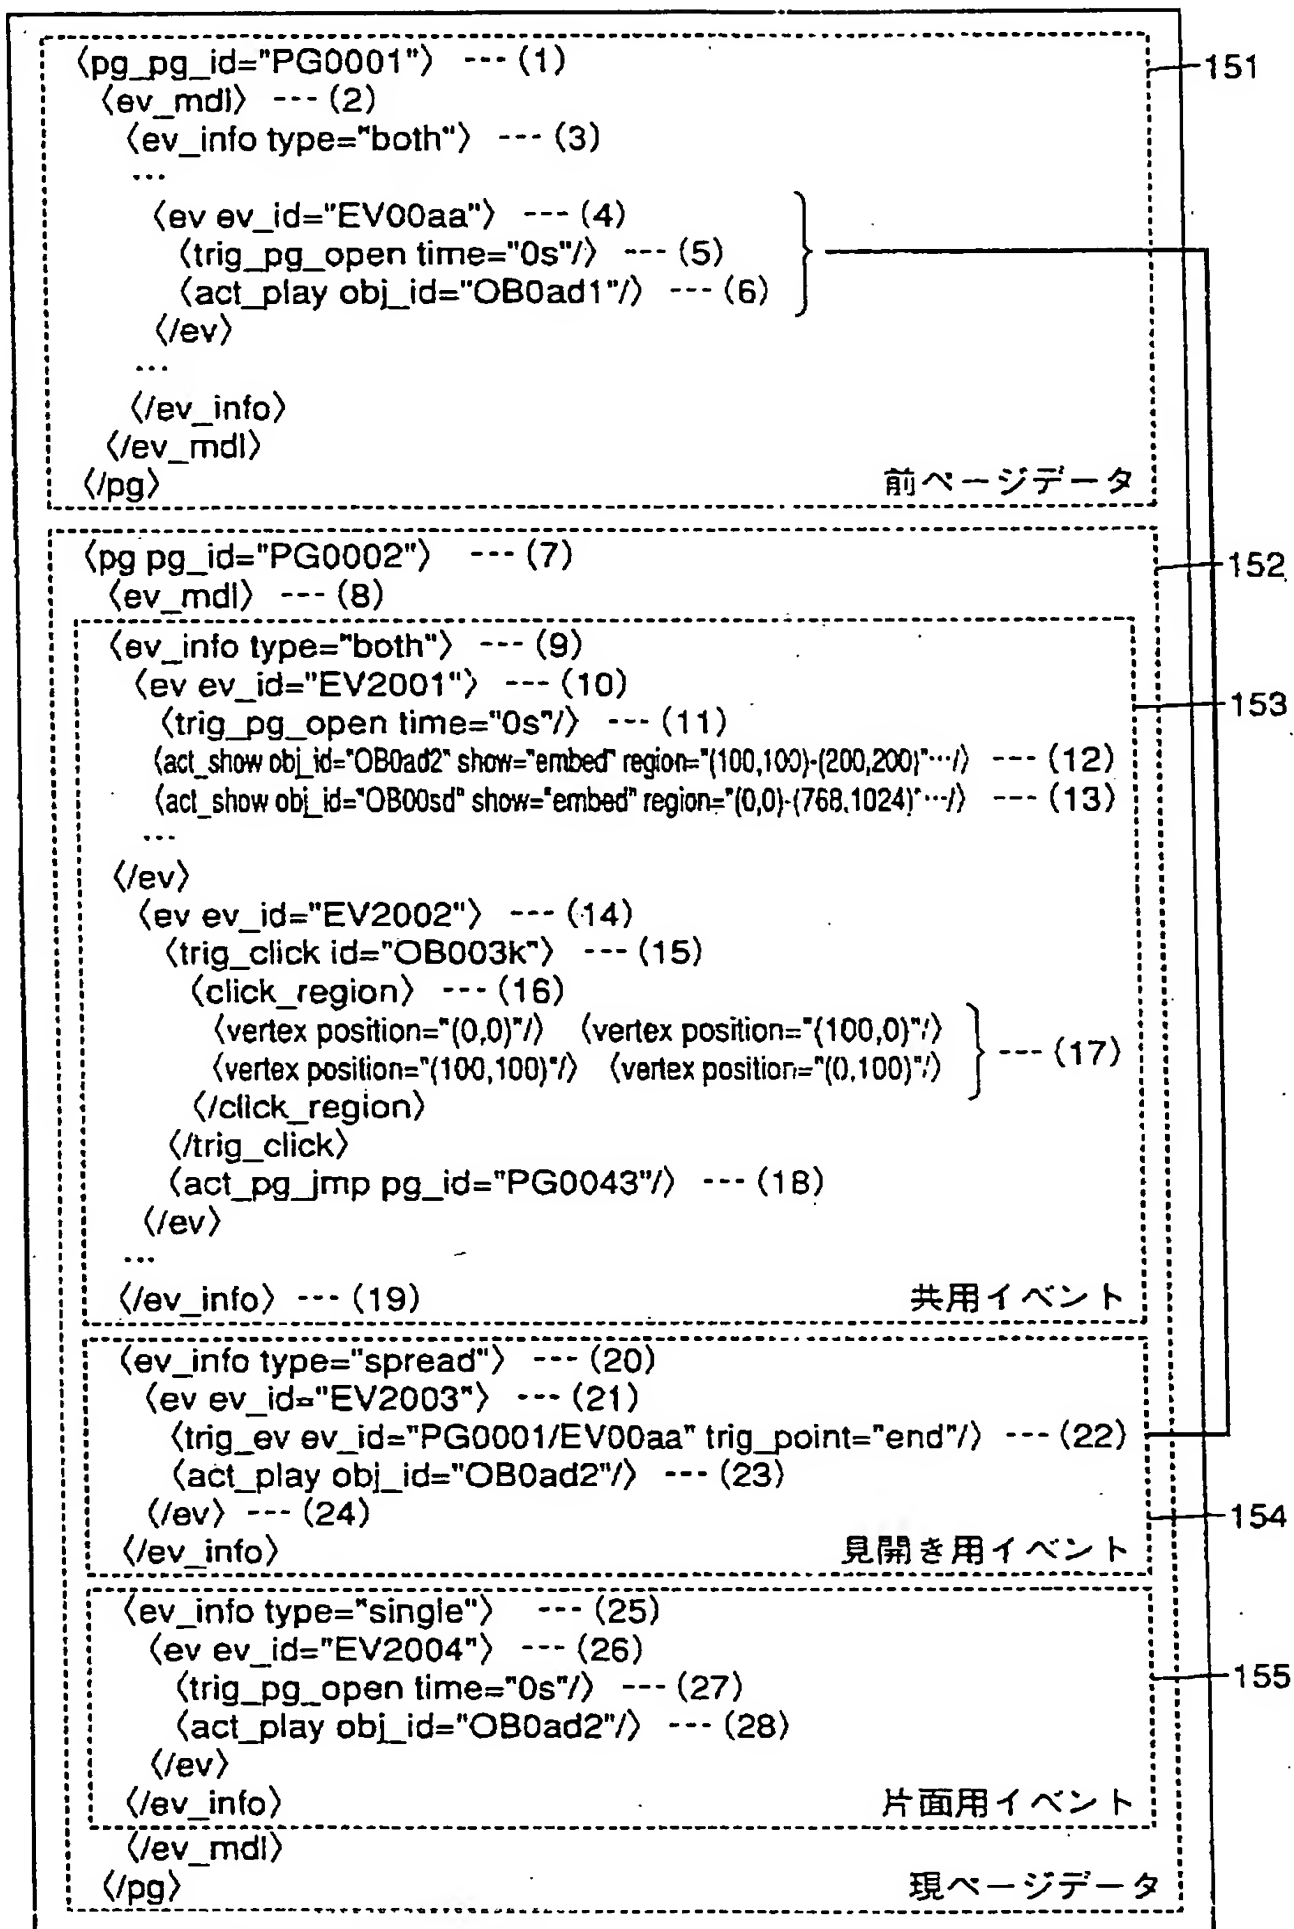 〈pg_pg_id="PG0001"〉 --- (1)
151
〈ev_mdl〉 --- (2)
〈ev_info type="both"〉 --- (3)
...
〈ev ev_id="EV00aa"〉 --- (4)
〈trig_pg_open time="0s"/〉 --- (5)
〈act_play obj_id="OB0ad1"/〉 --- (6)
〈/ev〉
...
〈/ev_info〉
〈/ev_mdl〉
〈/pg〉 前ページデータ
〈pg pg_id="PG0002"〉 --- (7)
152
〈ev_mdl〉 --- (8)
〈ev_info type="both"〉 --- (9)
〈ev ev_id="EV2001"〉 --- (10)
153
〈trig_pg_open time="0s"/〉 --- (11)
〈act_show obj_id="OB0ad2" show="embed" region="(100,100)-(200,200)"…/〉 --- (12)
〈act_show obj_id="OB00sd" show="embed" region="(0,0)-(768,1024)"…/〉 --- (13)
...
〈/ev〉
〈ev ev_id="EV2002"〉 --- (14)
〈trig_click id="OB003k"〉 --- (15)
〈click_region〉 --- (16)
〈vertex position="(0,0)"/〉 〈vertex position="(100,0)"/〉
〈vertex position="(100,100)"/〉 〈vertex position="(0,100)"/〉 --- (17)
〈/click_region〉
〈/trig_click〉
〈act_pg_jmp pg_id="PG0043"/〉 --- (18)
〈/ev〉
...
〈/ev_info〉 --- (19) 共用イベント
〈ev_info type="spread"〉 --- (20)
〈ev ev_id="EV2003"〉 --- (21)
〈trig_ev ev_id="PG0001/EV00aa" trig_point="end"/〉 --- (22)
〈act_play obj_id="OB0ad2"/〉 --- (23)
〈/ev〉 --- (24)
154
〈/ev_info〉 見開き用イベント
〈ev_info type="single"〉 --- (25)
〈ev ev_id="EV2004"〉 --- (26)
〈trig_pg_open time="0s"/〉 --- (27)
155
〈act_play obj_id="OB0ad2"/〉 --- (28)
〈/ev〉
〈/ev_info〉 片面用イベント
〈/ev_mdl〉
〈/pg〉 現ページデータ